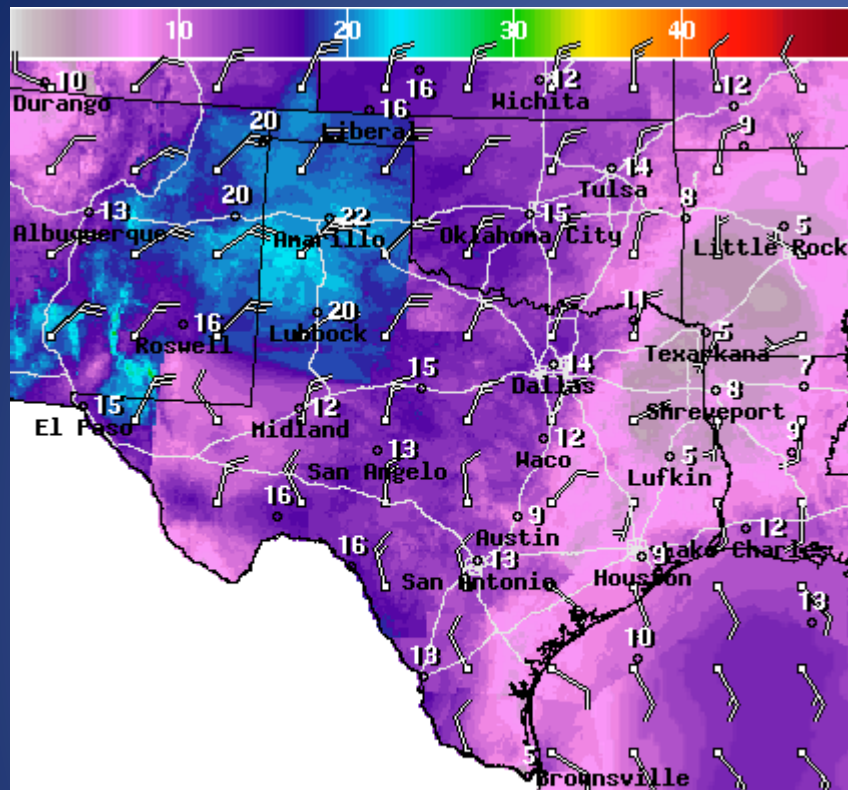 10 20 30 40
10 16 12 12
Durango Wichita
16
Liberal
20 9
14
Tulsa
13 20 22 15 8 5
Albuquerque Amarillo Oklahoma City Little Rock
16 20 11 5
Roswell Lubbock Texarkana
15 14 7
Dallas
15 12 8
El Paso Midland Shreveport
13 12 9
San Angelo Waco 5
Lufkin
16 9 12
Austin Lake Charles
16 13 9
San Antonio Houston
13
10
13
5
Brownsville